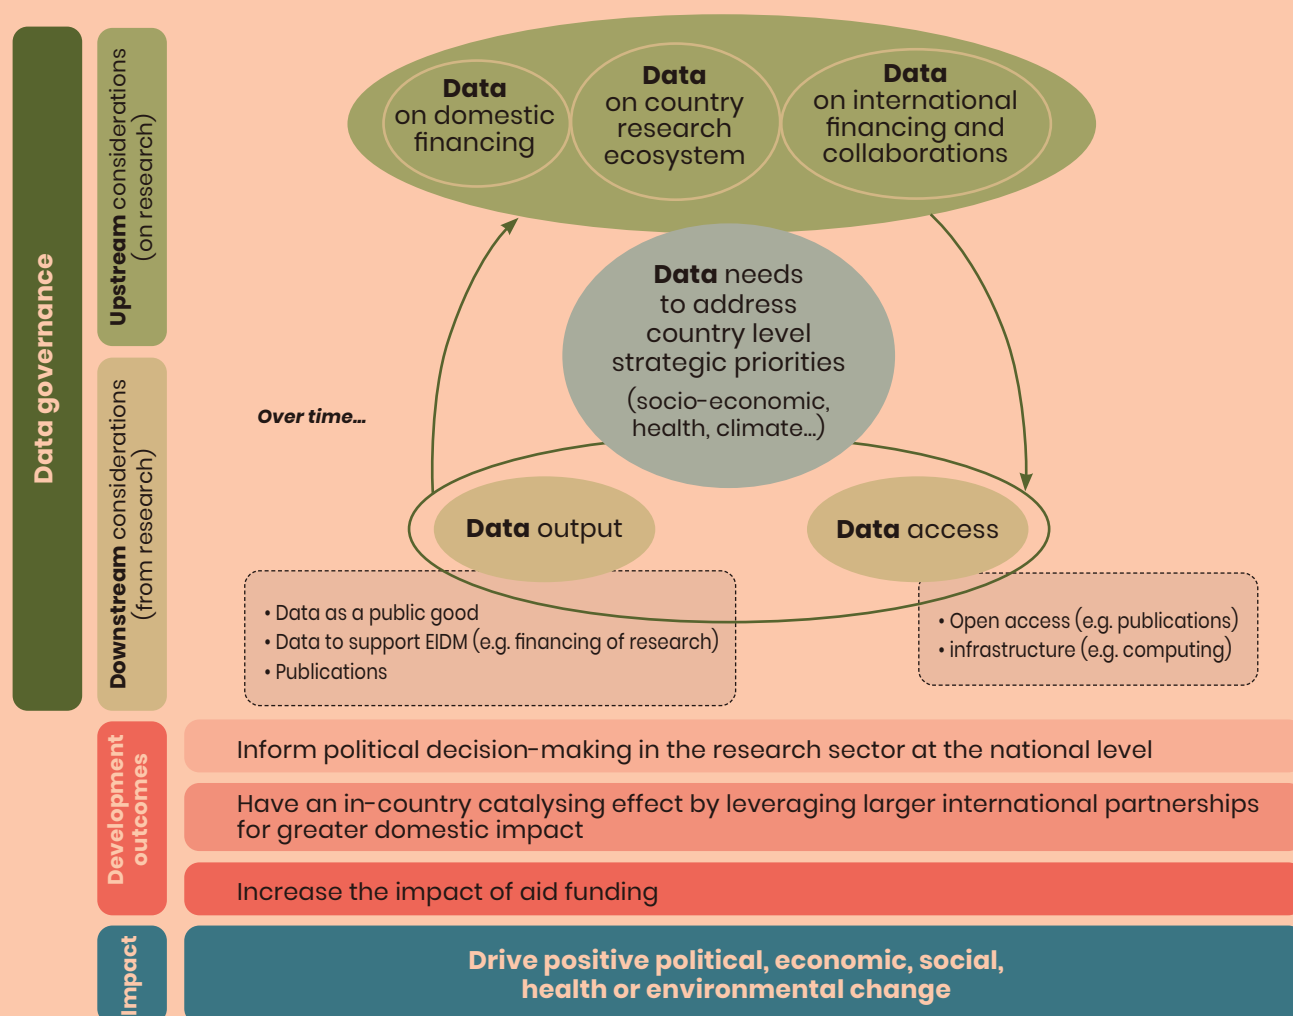 Data governance
Upstream considerations
(on research)
Downstream considerations
(from research)
Data
on domestic
financing
Data
on country
research
ecosystem
Data
on international
financing and
collaborations
Data needs
to address
country level
strategic priorities
(socio-economic,
health, climate...)
Over time...
Data output
Data access
• Data as a public good
• Data to support EIDM (e.g. financing of research)
• Publications
• Open access (e.g. publications)
• infrastructure (e.g. computing)
Development
outcomes
Inform political decision-making in the research sector at the national level
Have an in-country catalysing effect by leveraging larger international partnerships
for greater domestic impact
Increase the impact of aid funding
Impact
Drive positive political, economic, social,
health or environmental change